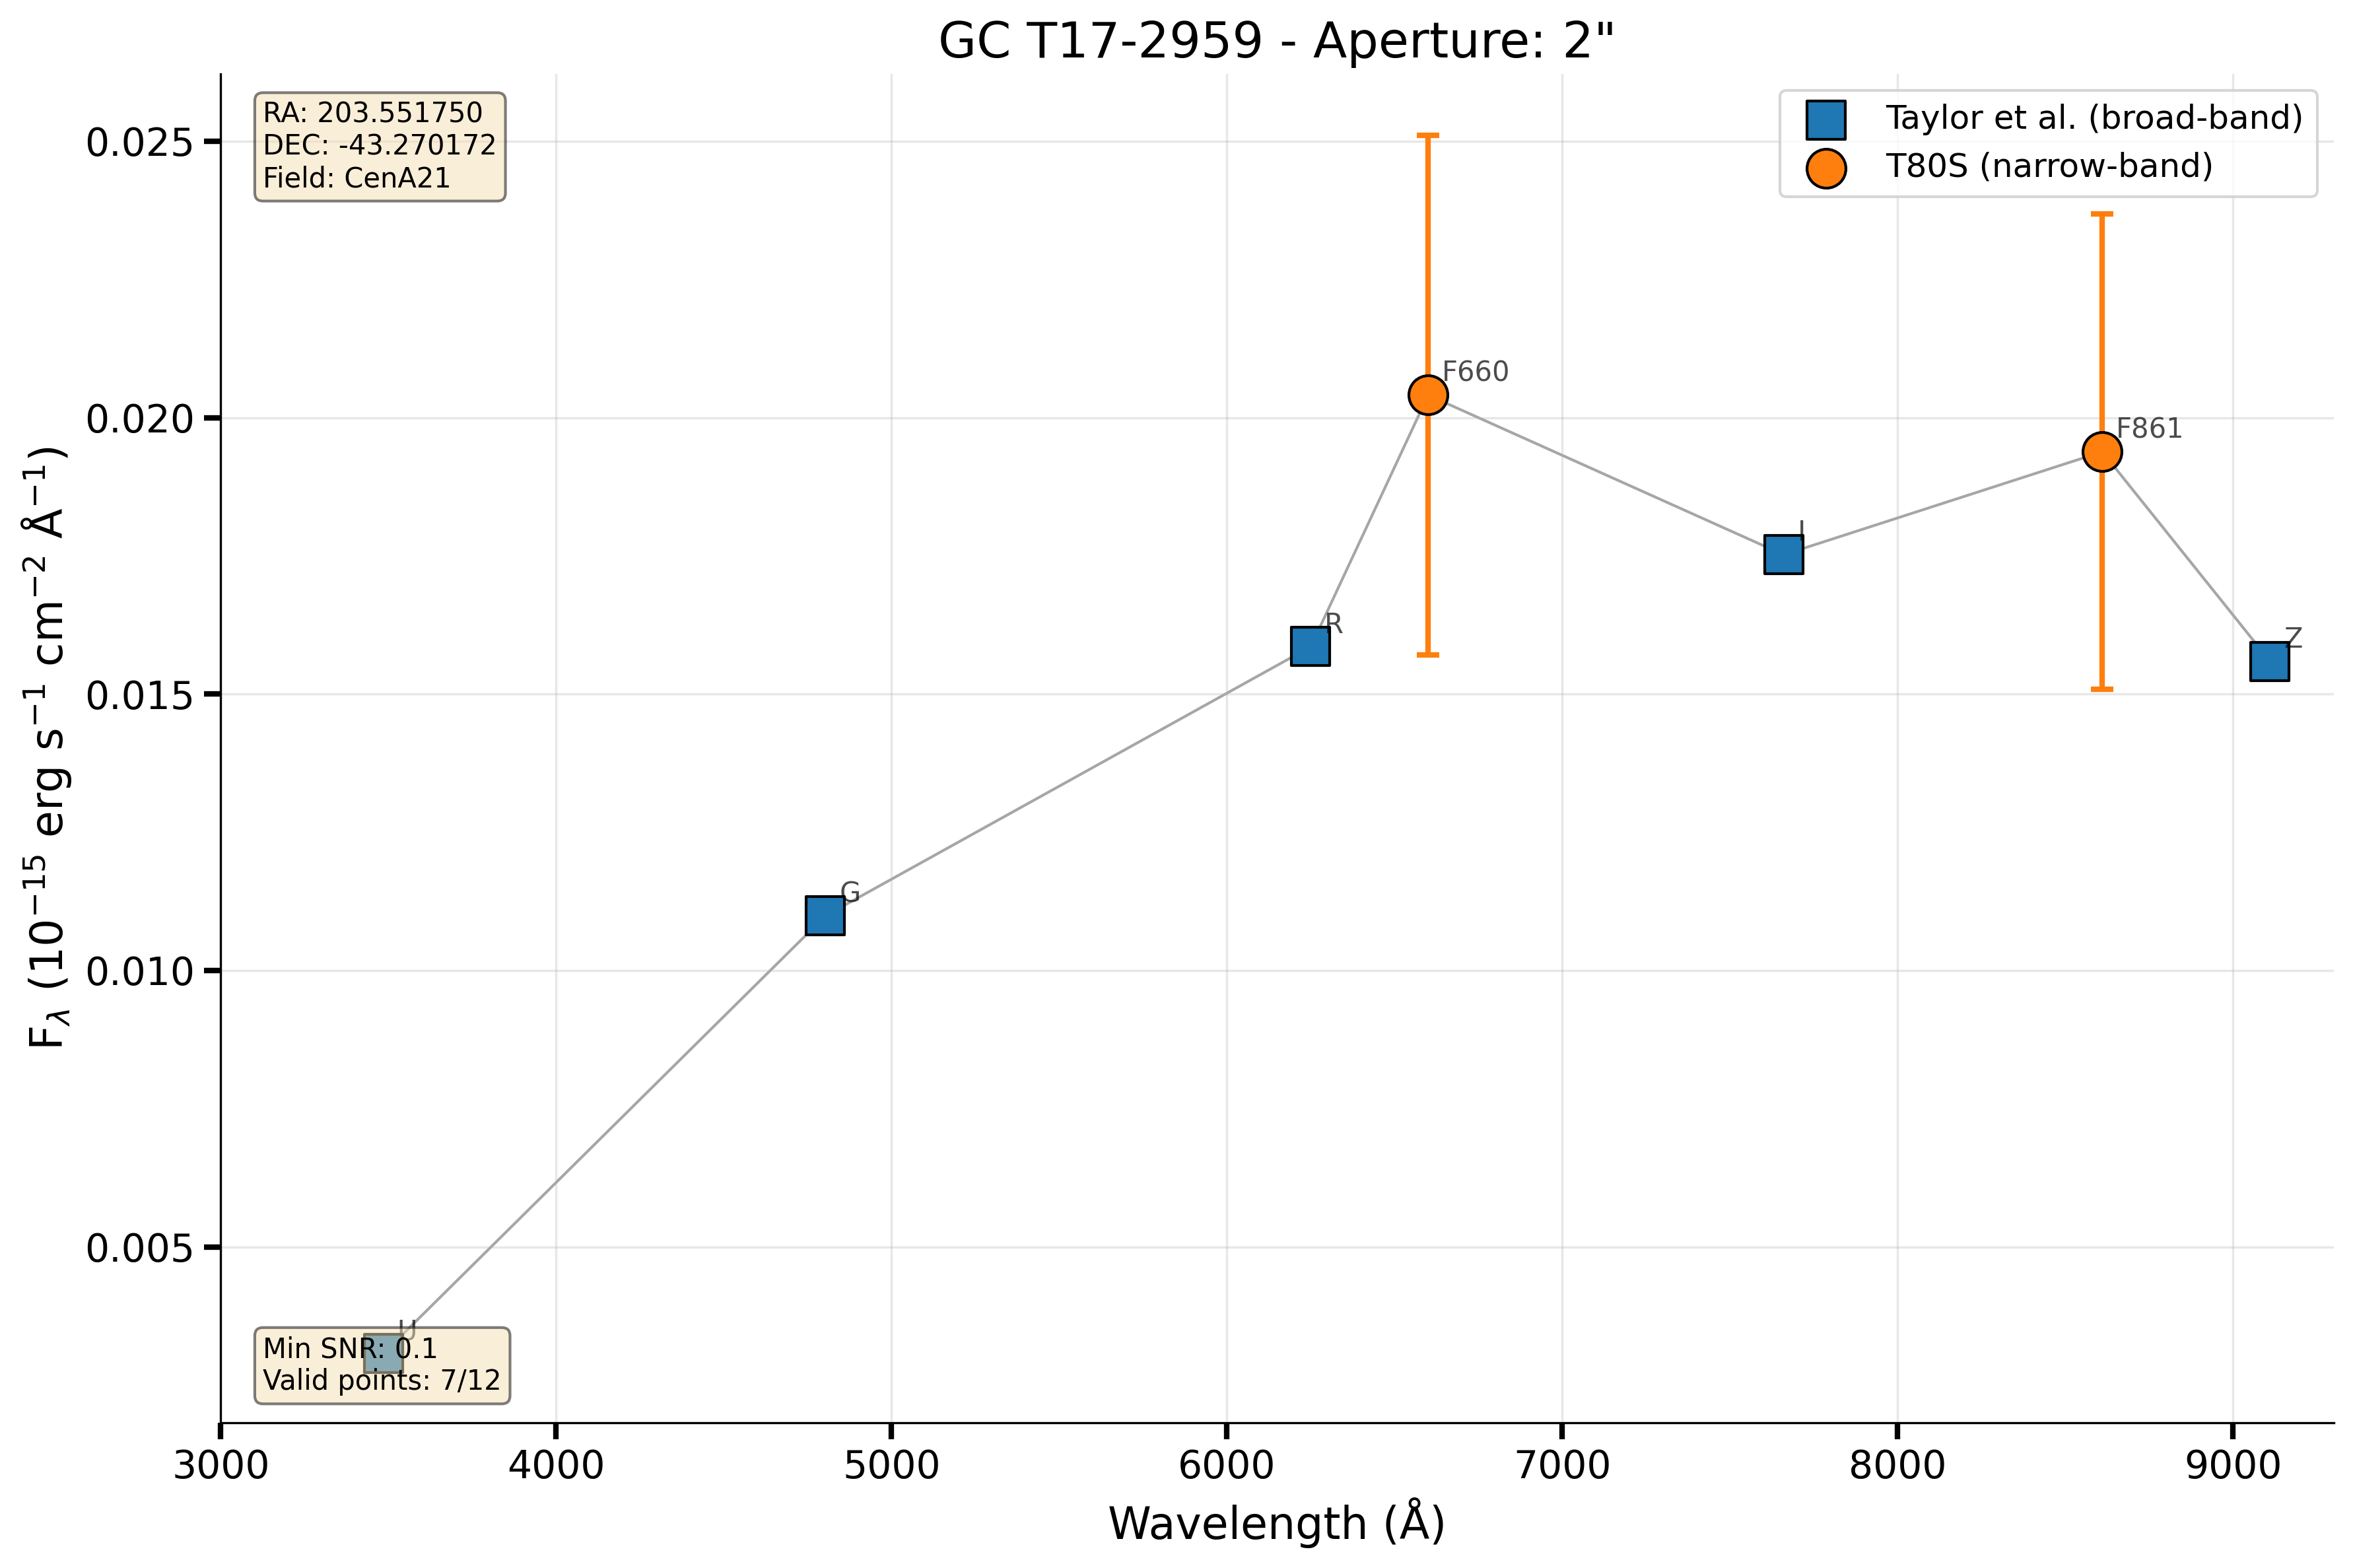 GC T17-2959 - Aperture: 2"
RA: 203.551750
DEC: -43.270172
Field: CenA21
Taylor et al. (broad-band)
T80S (narrow-band)
0.025
0.020
0.015
0.010
0.005
F660
F861
I
R
Z
G
U
Min SNR: 0.1
Valid points: 7/12
3000
4000
5000
6000
7000
8000
9000
Wavelength (Å)
Fλ (10⁻¹⁵ erg s⁻¹ cm⁻² Å⁻¹)